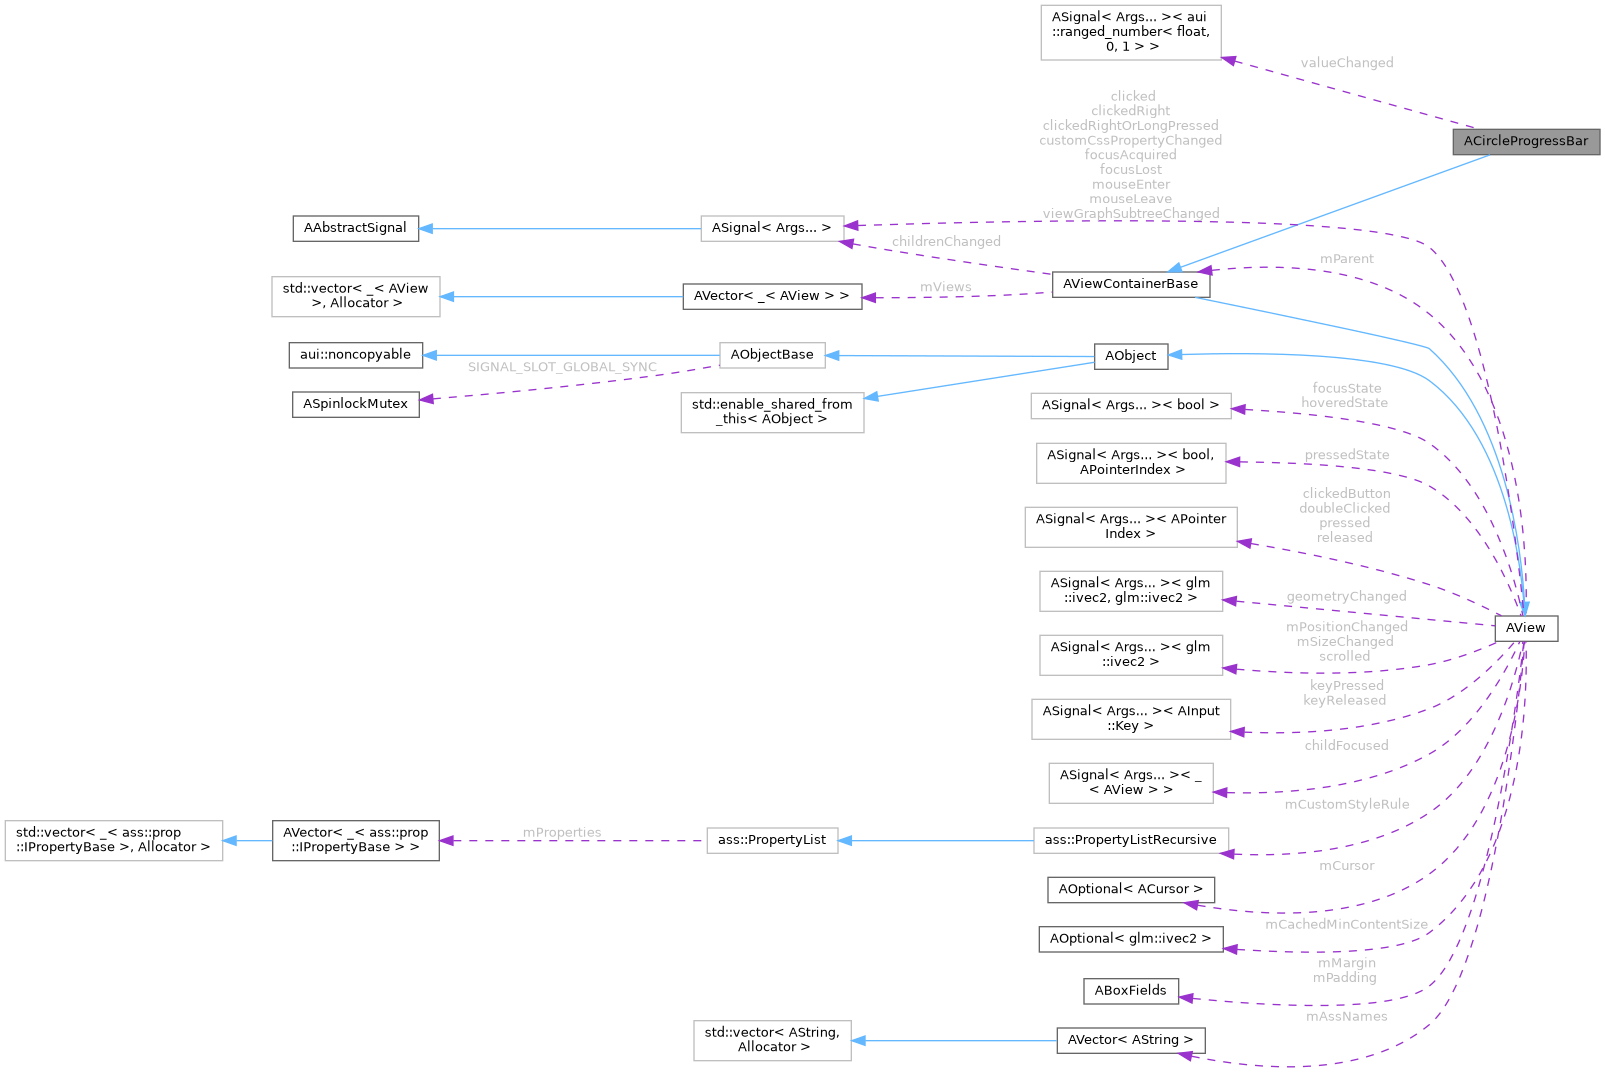 ASignal< Args... >< aui
::ranged_number< float,
0, 1 > >
valueChanged
ACircleProgressBar
clicked
clickedRight
clickedRightOrLongPressed
customCssPropertyChanged
focusAcquired
focusLost
mouseEnter
mouseLeave
viewGraphSubtreeChanged
AAbstractSignal
ASignal< Args... >
childrenChanged
mParent
std::vector< _< AView
>, Allocator >
AVector< _< AView > >
mViews
AViewContainerBase
aui::noncopyable
AObjectBase
AObject
SIGNAL_SLOT_GLOBAL_SYNC
ASpinlockMutex
std::enable_shared_from
_this< AObject >
ASignal< Args... >< bool >
focusState
hoveredState
ASignal< Args... >< bool,
APointerIndex >
pressedState
ASignal< Args... >< APointer
Index >
clickedButton
doubleClicked
pressed
released
ASignal< Args... >< glm
::ivec2, glm::ivec2 >
geometryChanged
AView
ASignal< Args... >< glm
::ivec2 >
mPositionChanged
mSizeChanged
scrolled
ASignal< Args... >< AInput
::Key >
keyPressed
keyReleased
ASignal< Args... >< _
< AView > >
childFocused
mCustomStyleRule
std::vector< _< ass::prop
::IPropertyBase >, Allocator >
AVector< _< ass::prop
::IPropertyBase > >
mProperties
ass::PropertyList
ass::PropertyListRecursive
mCursor
AOptional< ACursor >
AOptional< glm::ivec2 >
mCachedMinContentSize
ABoxFields
mMargin
mPadding
mAssNames
std::vector< AString,
Allocator >
AVector< AString >